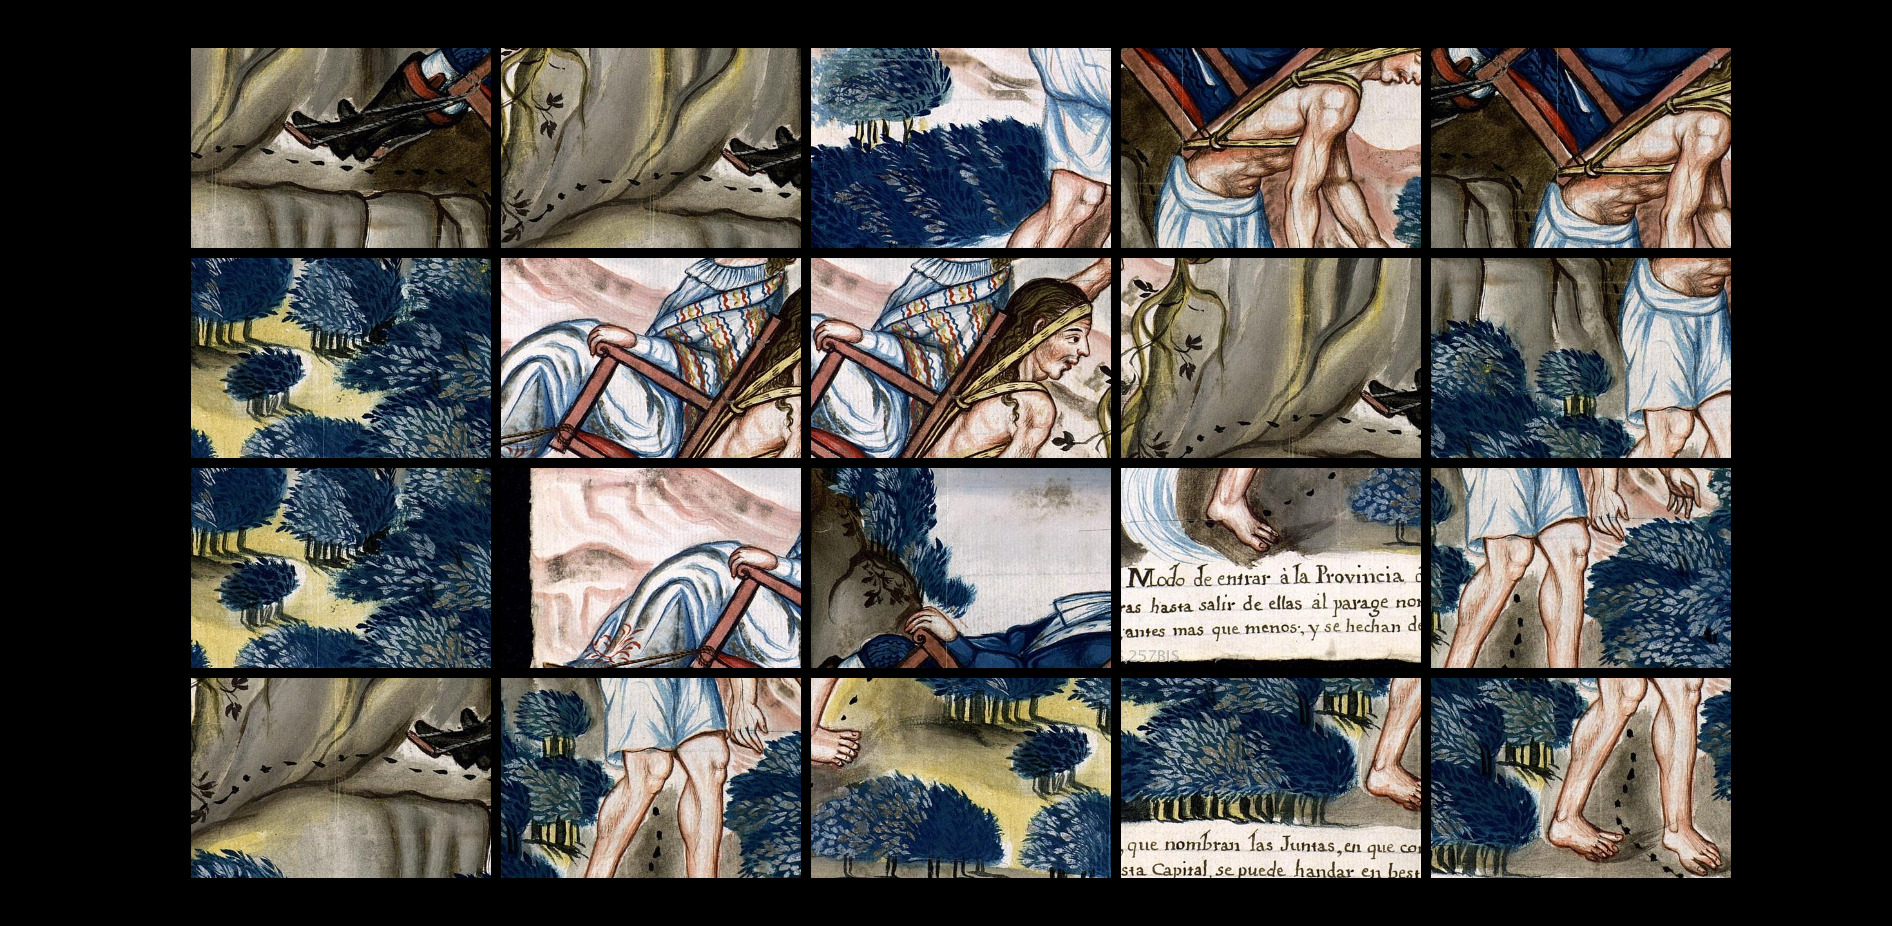 Modo de entrar à la Provincia
ras hasta salir de ellas àl parage
antes mas que menos; y se hechan de
257BIS
que nombran las Juntas, en que
sta Capital, se puede handar en